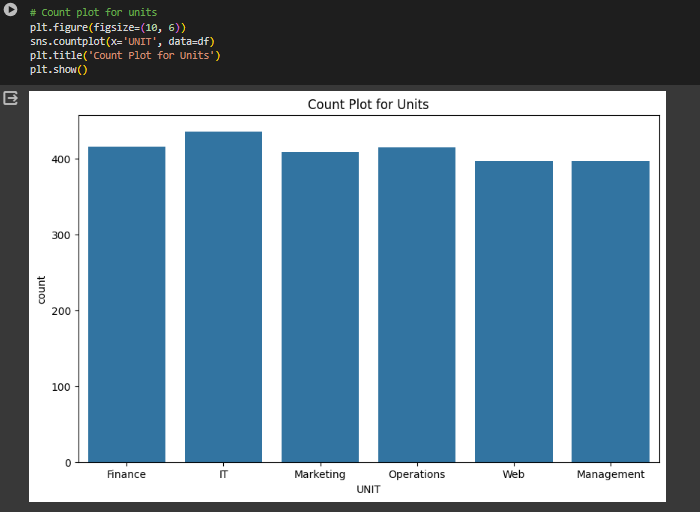 # Count plot for units
plt.figure(figsize=(10, 6))
sns.countplot(x='UNIT', data=df)
plt.title('Count Plot for Units')
plt.show()
Count Plot for Units
400
300
200
100
0
count
Finance IT Marketing Operations Web Management
UNIT